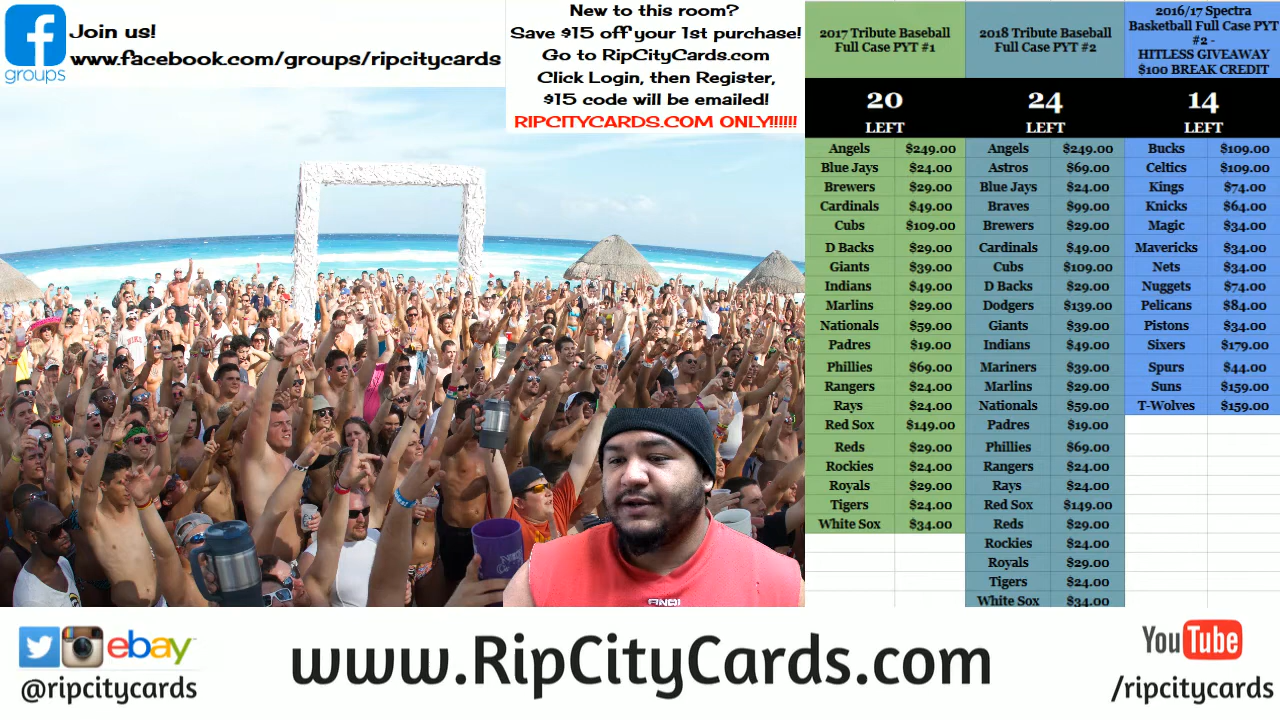 Join us!
www.facebook.com/groups/ripcitycards
groups
New to this room?
Save $15 off your 1st purchase!
Go to RipCityCards.com
Click Login, then Register,
$15 code will be emailed!
RIPCITYCARDS.COM ONLY!!!!!!
2017 Tribute Baseball
Full Case PYT #1
20
LEFT
Angels $249.00
Blue Jays $24.00
Brewers $29.00
Cardinals $49.00
Cubs $109.00
D Backs $29.00
Giants $39.00
Indians $49.00
Marlins $29.00
Nationals $59.00
Padres $19.00
Phillies $69.00
Rangers $24.00
Rays $24.00
Red Sox $149.00
Reds $29.00
Rockies $24.00
Royals $29.00
Tigers $24.00
White Sox $34.00
2018 Tribute Baseball
Full Case PYT #2
24
LEFT
Angels $249.00
Astros $69.00
Blue Jays $24.00
Braves $99.00
Brewers $29.00
Cardinals $49.00
Cubs $109.00
D Backs $29.00
Dodgers $139.00
Giants $39.00
Indians $49.00
Mariners $39.00
Marlins $29.00
Nationals $59.00
Padres $19.00
Phillies $69.00
Rangers $24.00
Rays $24.00
Red Sox $149.00
Reds $29.00
Rockies $24.00
Royals $29.00
Tigers $24.00
White Sox $34.00
2016/17 Spectra
Basketball Full Case PYT
#2 -
HITLESS GIVEAWAY
$100 BREAK CREDIT
14
LEFT
Bucks $109.00
Celtics $109.00
Kings $74.00
Knicks $64.00
Magic $34.00
Mavericks $34.00
Nets $34.00
Nuggets $74.00
Pelicans $84.00
Pistons $34.00
Sixers $179.00
Spurs $44.00
Suns $159.00
T-Wolves $159.00
ebay
@ripcitycards
www.RipCityCards.com
YouTube
/ripcitycards